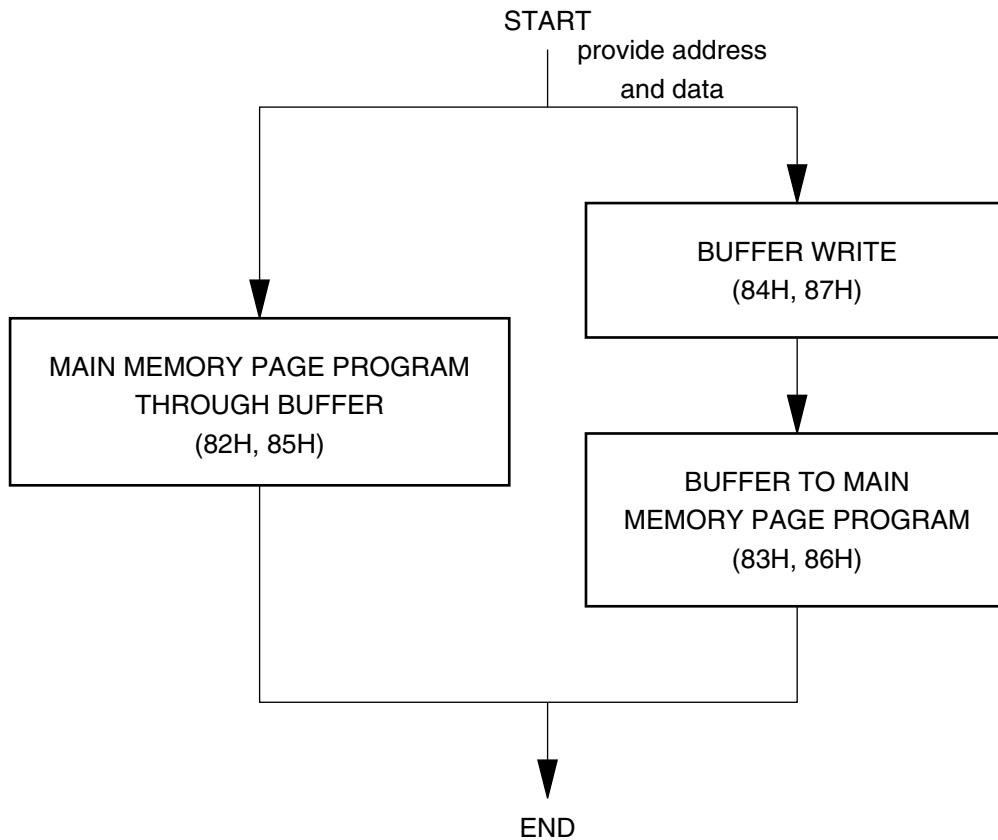 START
provide address
and data
BUFFER WRITE
(84H, 87H)
MAIN MEMORY PAGE PROGRAM
THROUGH BUFFER
(82H, 85H)
BUFFER TO MAIN
MEMORY PAGE PROGRAM
(83H, 86H)
END